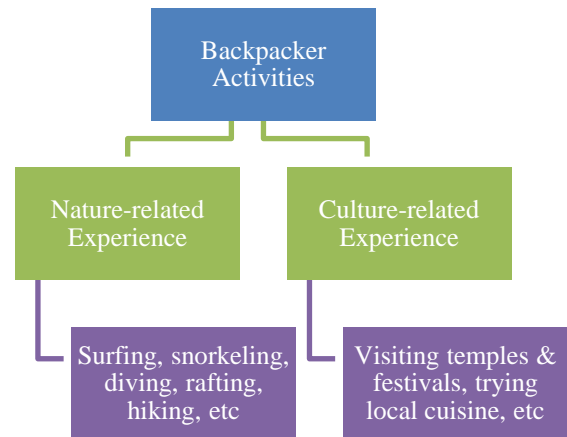 Backpacker
Activities
Nature-related
Experience
Culture-related
Experience
Surfing, snorkeling,
diving, rafting,
hiking, etc
Visiting temples &
festivals, trying
local cuisine, etc